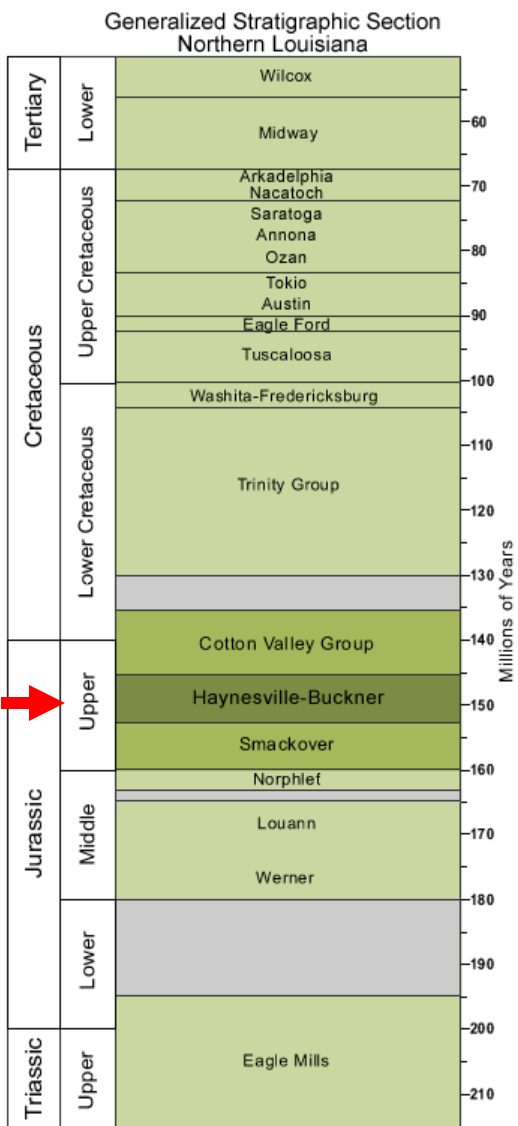 Generalized Stratigraphic Section
Northern Louisiana
Tertiary
Lower
Wilcox
Midway
60
Cretaceous
Upper Cretaceous
Arkadelphia
Nacatoch
70
Saratoga
Annona
Ozan
80
Tokio
Austin
90
Eagle Ford
Tuscaloosa
100
Lower Cretaceous
Washita-Fredericksburg
110
Trinity Group
120
130
Millions of Years
Jurassic
Upper
Cotton Valley Group
140
Haynesville-Buckner
150
Smackover
160
Middle
Norphlef
Louann
170
Werner
180
Lower
190
200
Triassic
Upper
Eagle Mills
210